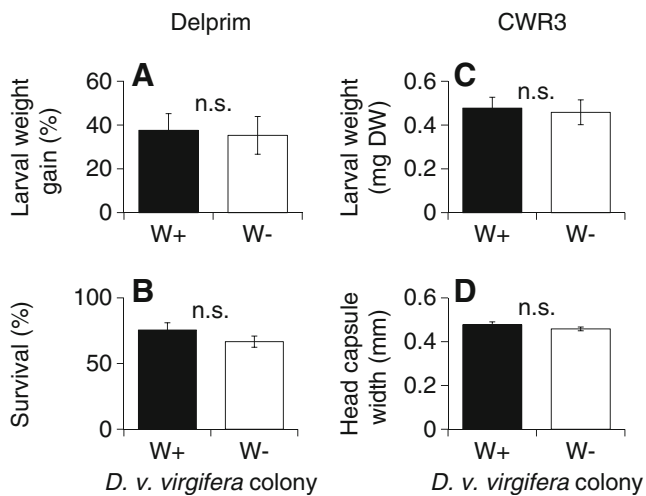 Delprim
CWR3
A
Larval weight
gain (%)
60
40
20
0
n.s.
W+
W-
C
Larval weight
(mg DW)
0.6
0.4
0.2
0
n.s.
W+
W-
B
Survival (%)
100
50
0
n.s.
W+
W-
D. v. virgifera colony
D
Head capsule
width (mm)
0.6
0.4
0.2
0
n.s.
W+
W-
D. v. virgifera colony